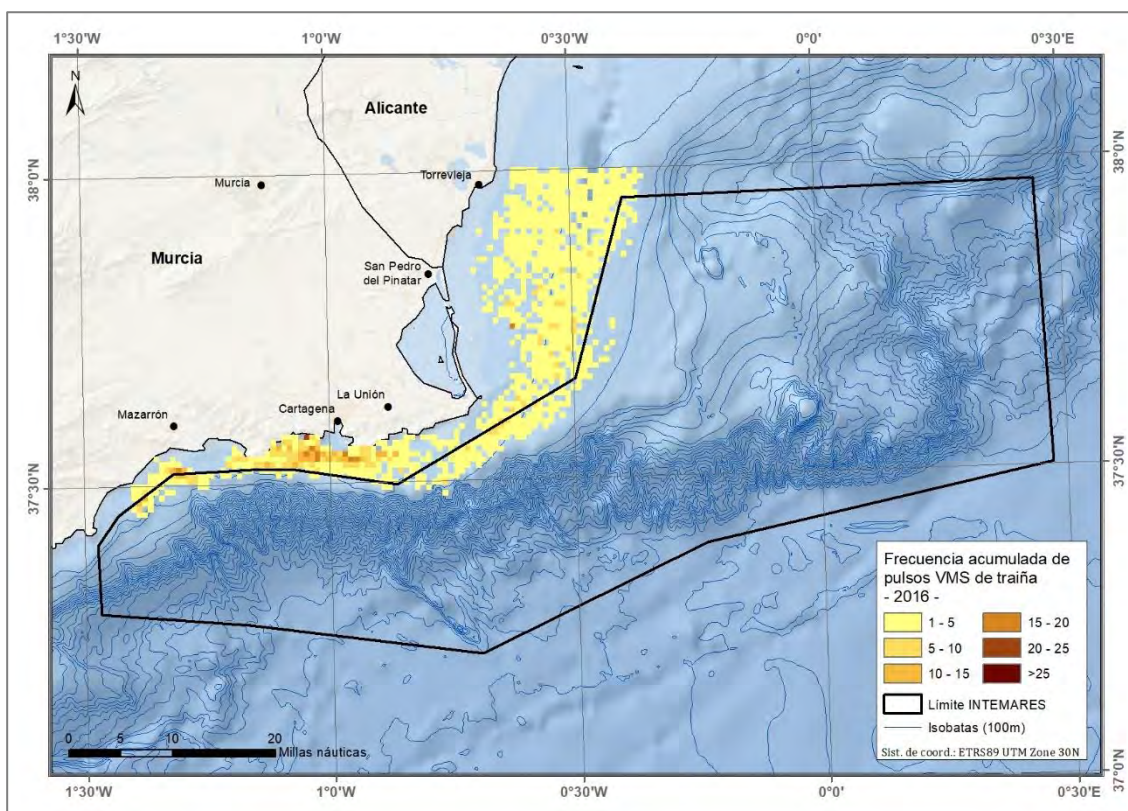 1°30'W 1°0'W 0°30'W 0°0' 0°30'E
N
Alicante
38°0'N
38°0'N
Murcia
Torrevieja
Murcia
San Pedro
del Pinatar
La Unión
Cartagena
Mazarrón
37°30'N
37°30'N
Frecuencia acumulada de
pulsos VMS de traiña
- 2016 -
1 - 5
15 - 20
5 - 10
20 - 25
10 - 15
>25
Límite INTEMARES
Isobatas (100m)
Sist. de coord.: ETRS89 UTM Zone 30N
0 5 10 20
Millas náuticas
37°0'N
1°30'W 1°0'W 0°30'W 0°0' 0°30'E